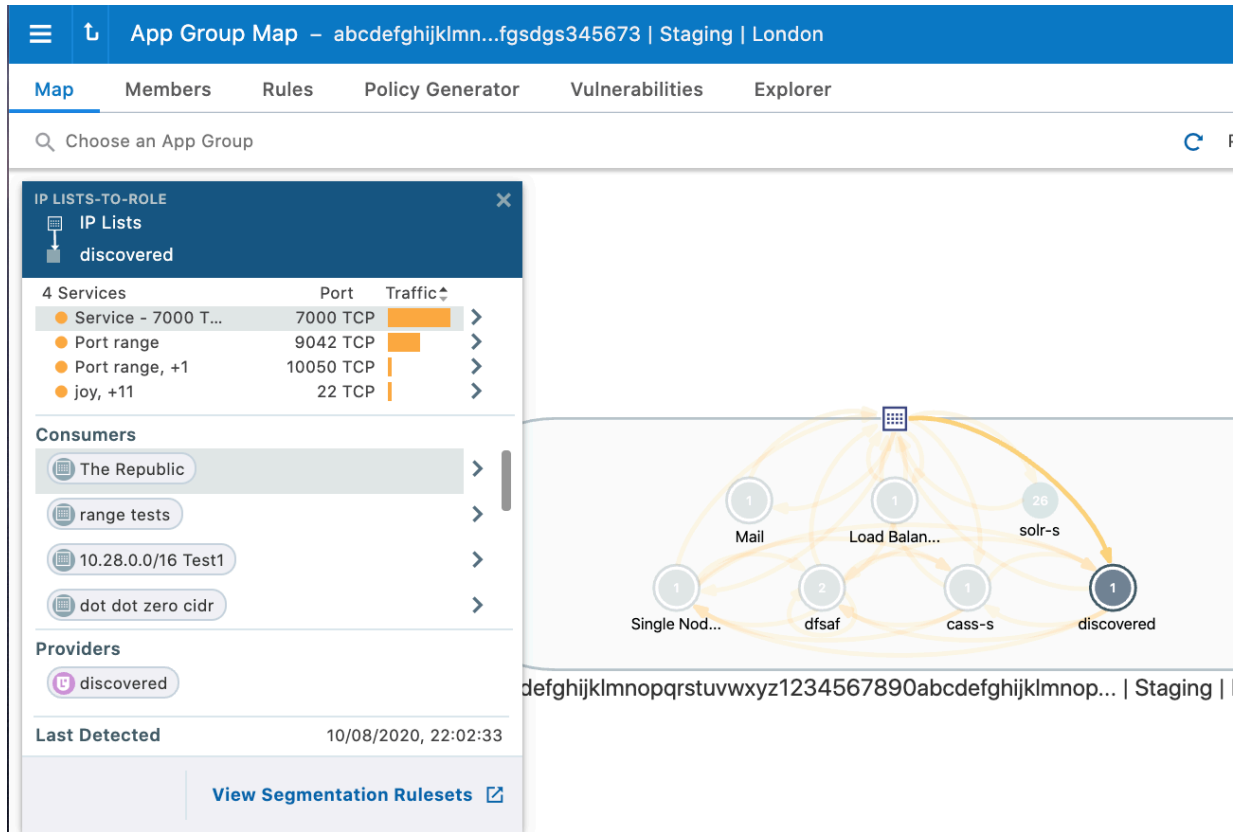 App Group Map – abcdefghijklmn...fgsdgs345673 | Staging | London
Map Members Rules Policy Generator Vulnerabilities Explorer
Choose an App Group
IP LISTS-TO-ROLE
IP Lists
discovered
4 Services Port Traffic
Service - 7000 T... 7000 TCP
Port range 9042 TCP
Port range, +1 10050 TCP
joy, +11 22 TCP
Consumers
The Republic
range tests
10.28.0.0/16 Test1
dot dot zero cidr
Providers
discovered
Last Detected 10/08/2020, 22:02:33
View Segmentation Rulesets
1 1 26
Mail Load Balan... solr-s
1 2 1 1
Single Nod... dfsaf cass-s discovered
defghijklmnopqrstuvwxyz1234567890abcdefghijklmnop... | Staging |